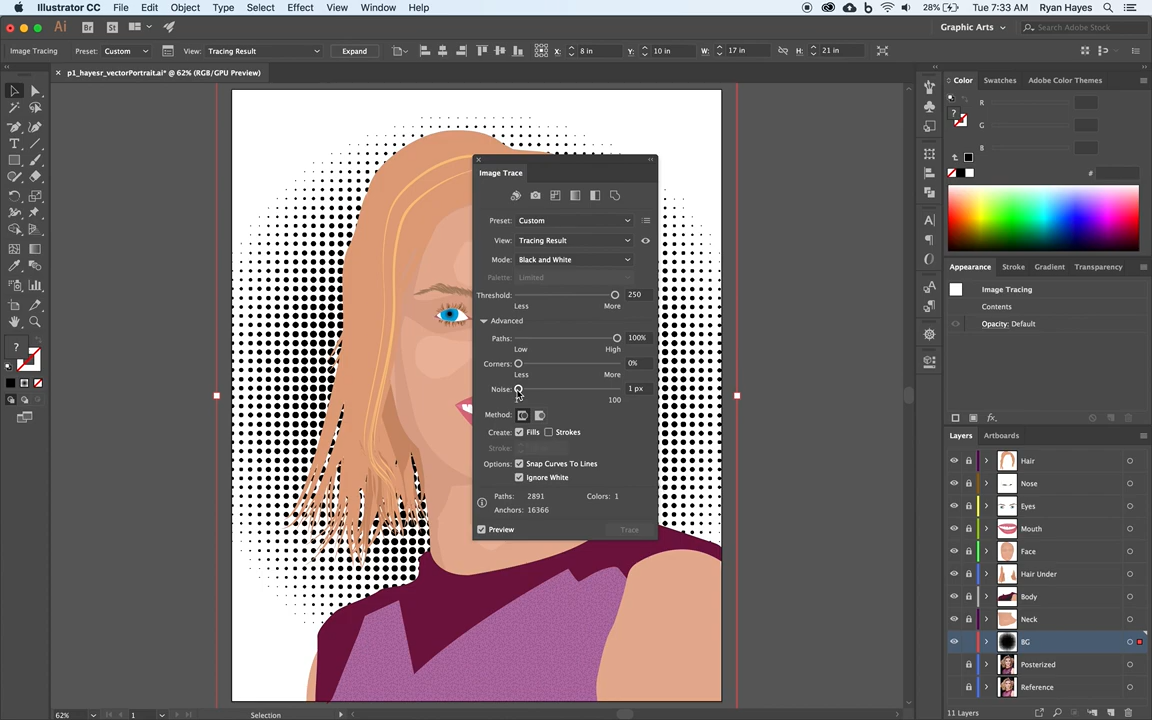 Illustrator CC File Edit Object Type Select Effect View Window Help 28% Tue 7:33 AM Ryan Hayes
Ai Br St Graphic Arts Search Adobe Stock
Image Tracing Preset: Custom View: Tracing Result Expand X: 8 in Y: 10 in W: 17 in H: 21 in
× p1_hayesr_vectorPortrait.ai* @ 62% (RGB/GPU Preview)
Color Swatches Adobe Color Themes
R
G
B
#
Image Trace
Preset: Custom
View: Tracing Result
Mode: Black and White
Palette: Limited
Threshold: 250
Less More
Advanced
Paths: 100%
Low High
Corners: 0%
Less More
Noise: 1 px
100
Method:
Create: Fills Strokes
Stroke:
Options: Snap Curves To Lines
Ignore White
Paths: 2891 Colors: 1
Anchors: 16366
Preview Trace
Appearance Stroke Gradient Transparency
Image Tracing
Contents
Opacity: Default
Layers Artboards
Hair
Nose
Eyes
Mouth
Face
Hair Under
Body
Neck
BG
Posterized
Reference
11 Layers
62% 1 Selection